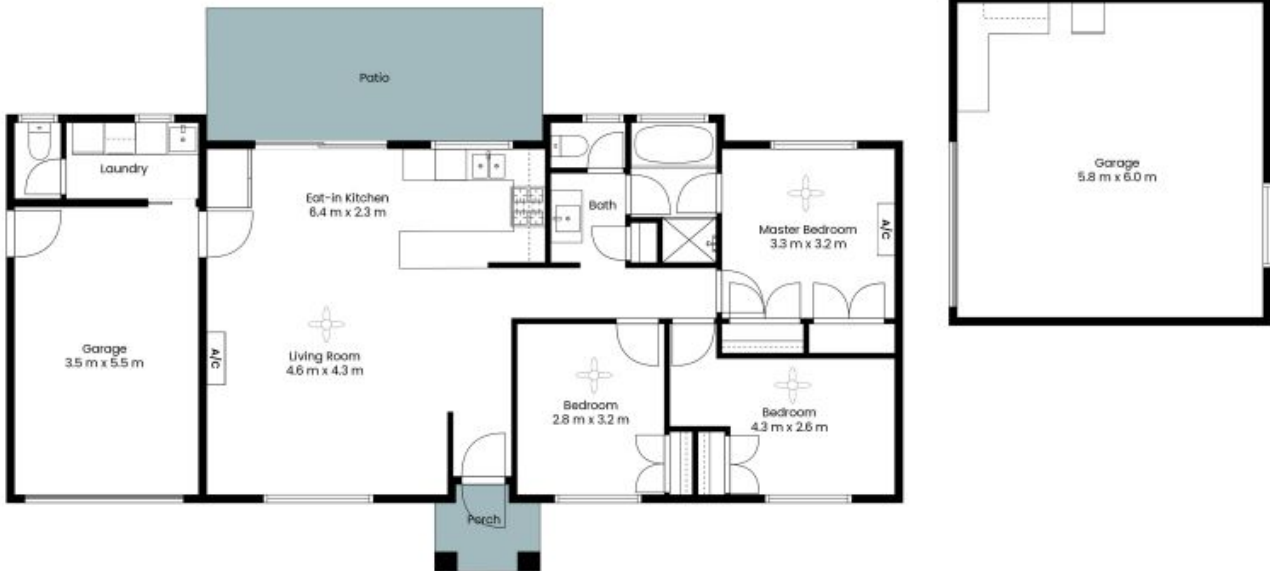 Patio
Laundry
Eat-in Kitchen
6.4 m x 2.3 m
Bath
Master Bedroom
3.3 m x 3.2 m
A/C
Garage
5.8 m x 6.0 m
Garage
3.5 m x 5.5 m
A/C
Living Room
4.6 m x 4.3 m
Bedroom
2.8 m x 3.2 m
Bedroom
4.3 m x 2.6 m
Porch